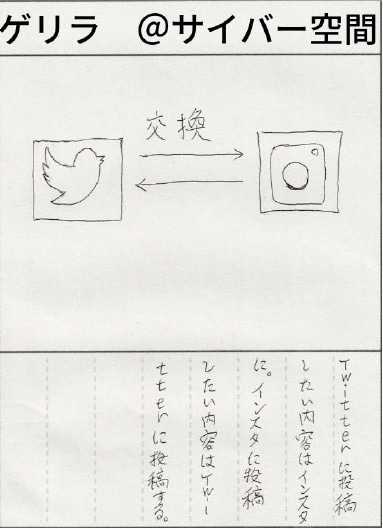 ゲリラ　@サイバー空間
交換
Twitterに投稿
したい内容はインスタ
に。インスタに投稿
したい内容はTwi-
tterに投稿する。